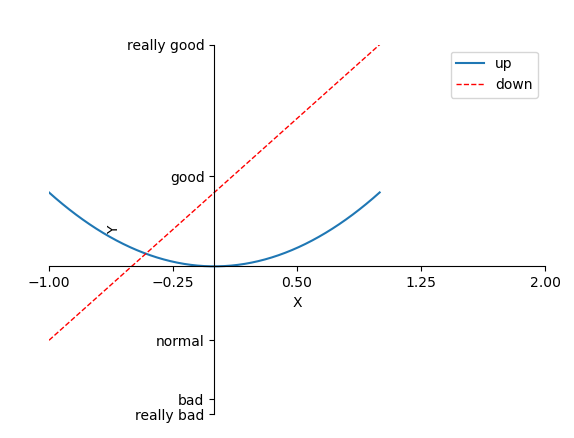 really good
up
down
good
Y
−1.00 −0.25 0.50 1.25 2.00
X
normal
bad
really bad